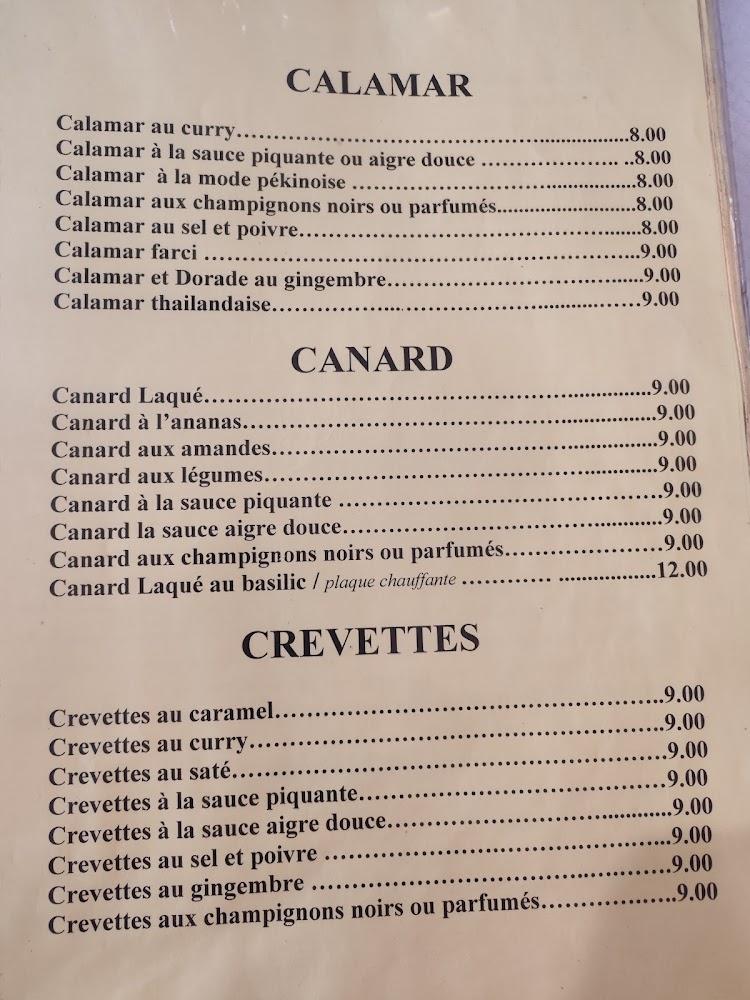 CALAMAR
Calamar au curry.......................................................8.00
Calamar à la sauce piquante ou aigre douce ..................... ..8.00
Calamar  à la mode pékinoise ...........................................8.00
Calamar aux champignons noirs ou parfumés......................8.00
Calamar au sel et poivre..................................................8.00
Calamar farci ...............................................................9.00
Calamar et Dorade au gingembre......................................9.00
Calamar thailandaise......................................................9.00
CANARD
Canard Laqué................................................................9.00
Canard à l’ananas...........................................................9.00
Canard aux amandes.......................................................9.00
Canard aux légumes........................................................9.00
Canard à la sauce piquante ..............................................9.00
Canard la sauce aigre douce..............................................9.00
Canard aux champignons noirs ou parfumés.......................9.00
Canard Laqué au basilic / plaque chauffante ............ ..................12.00
CREVETTES
Crevettes au caramel.......................................................9.00
Crevettes au curry..........................................................9.00
Crevettes au saté............................................................9.00
Crevettes à la sauce piquante............................................9.00
Crevettes à la sauce aigre douce.........................................9.00
Crevettes au sel et poivre .................................................9.00
Crevettes au gingembre ...................................................9.00
Crevettes aux champignons noirs ou parfumés....................9.00